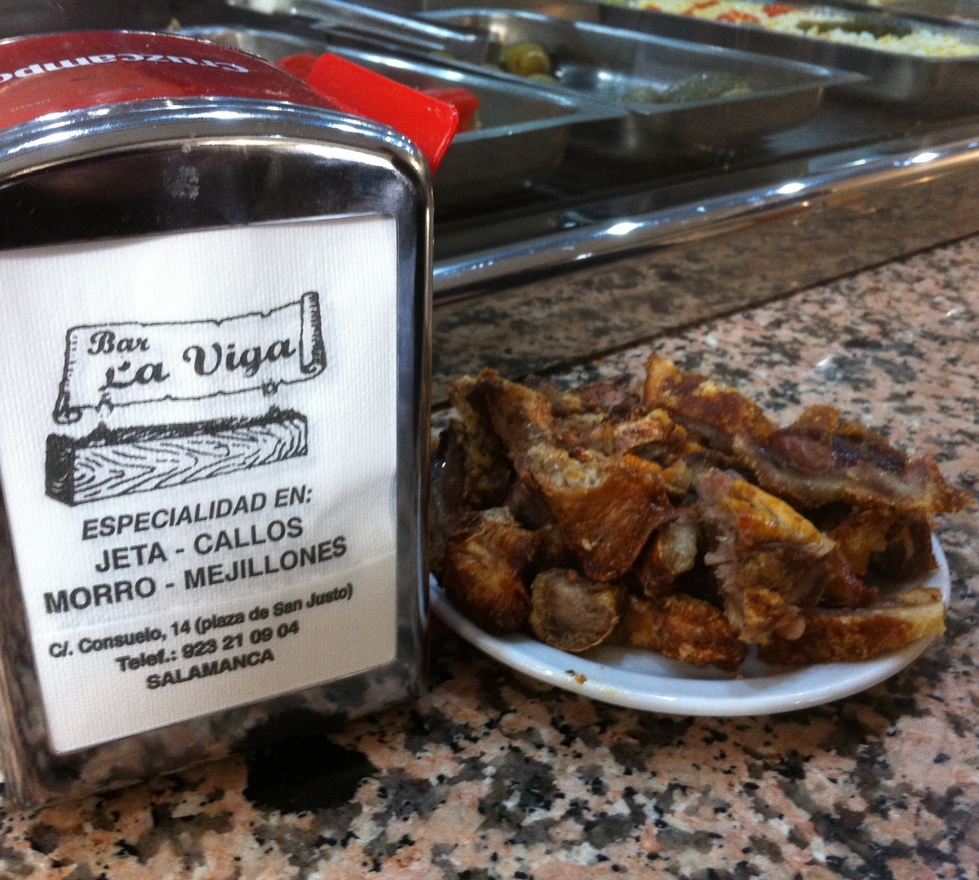 Cruzcampo
Bar
La Viga
ESPECIALIDAD EN:
JETA - CALLOS
MORRO - MEJILLONES
C/. Consuelo, 14 (plaza de San Justo)
Telef.: 923 21 09 04
SALAMANCA